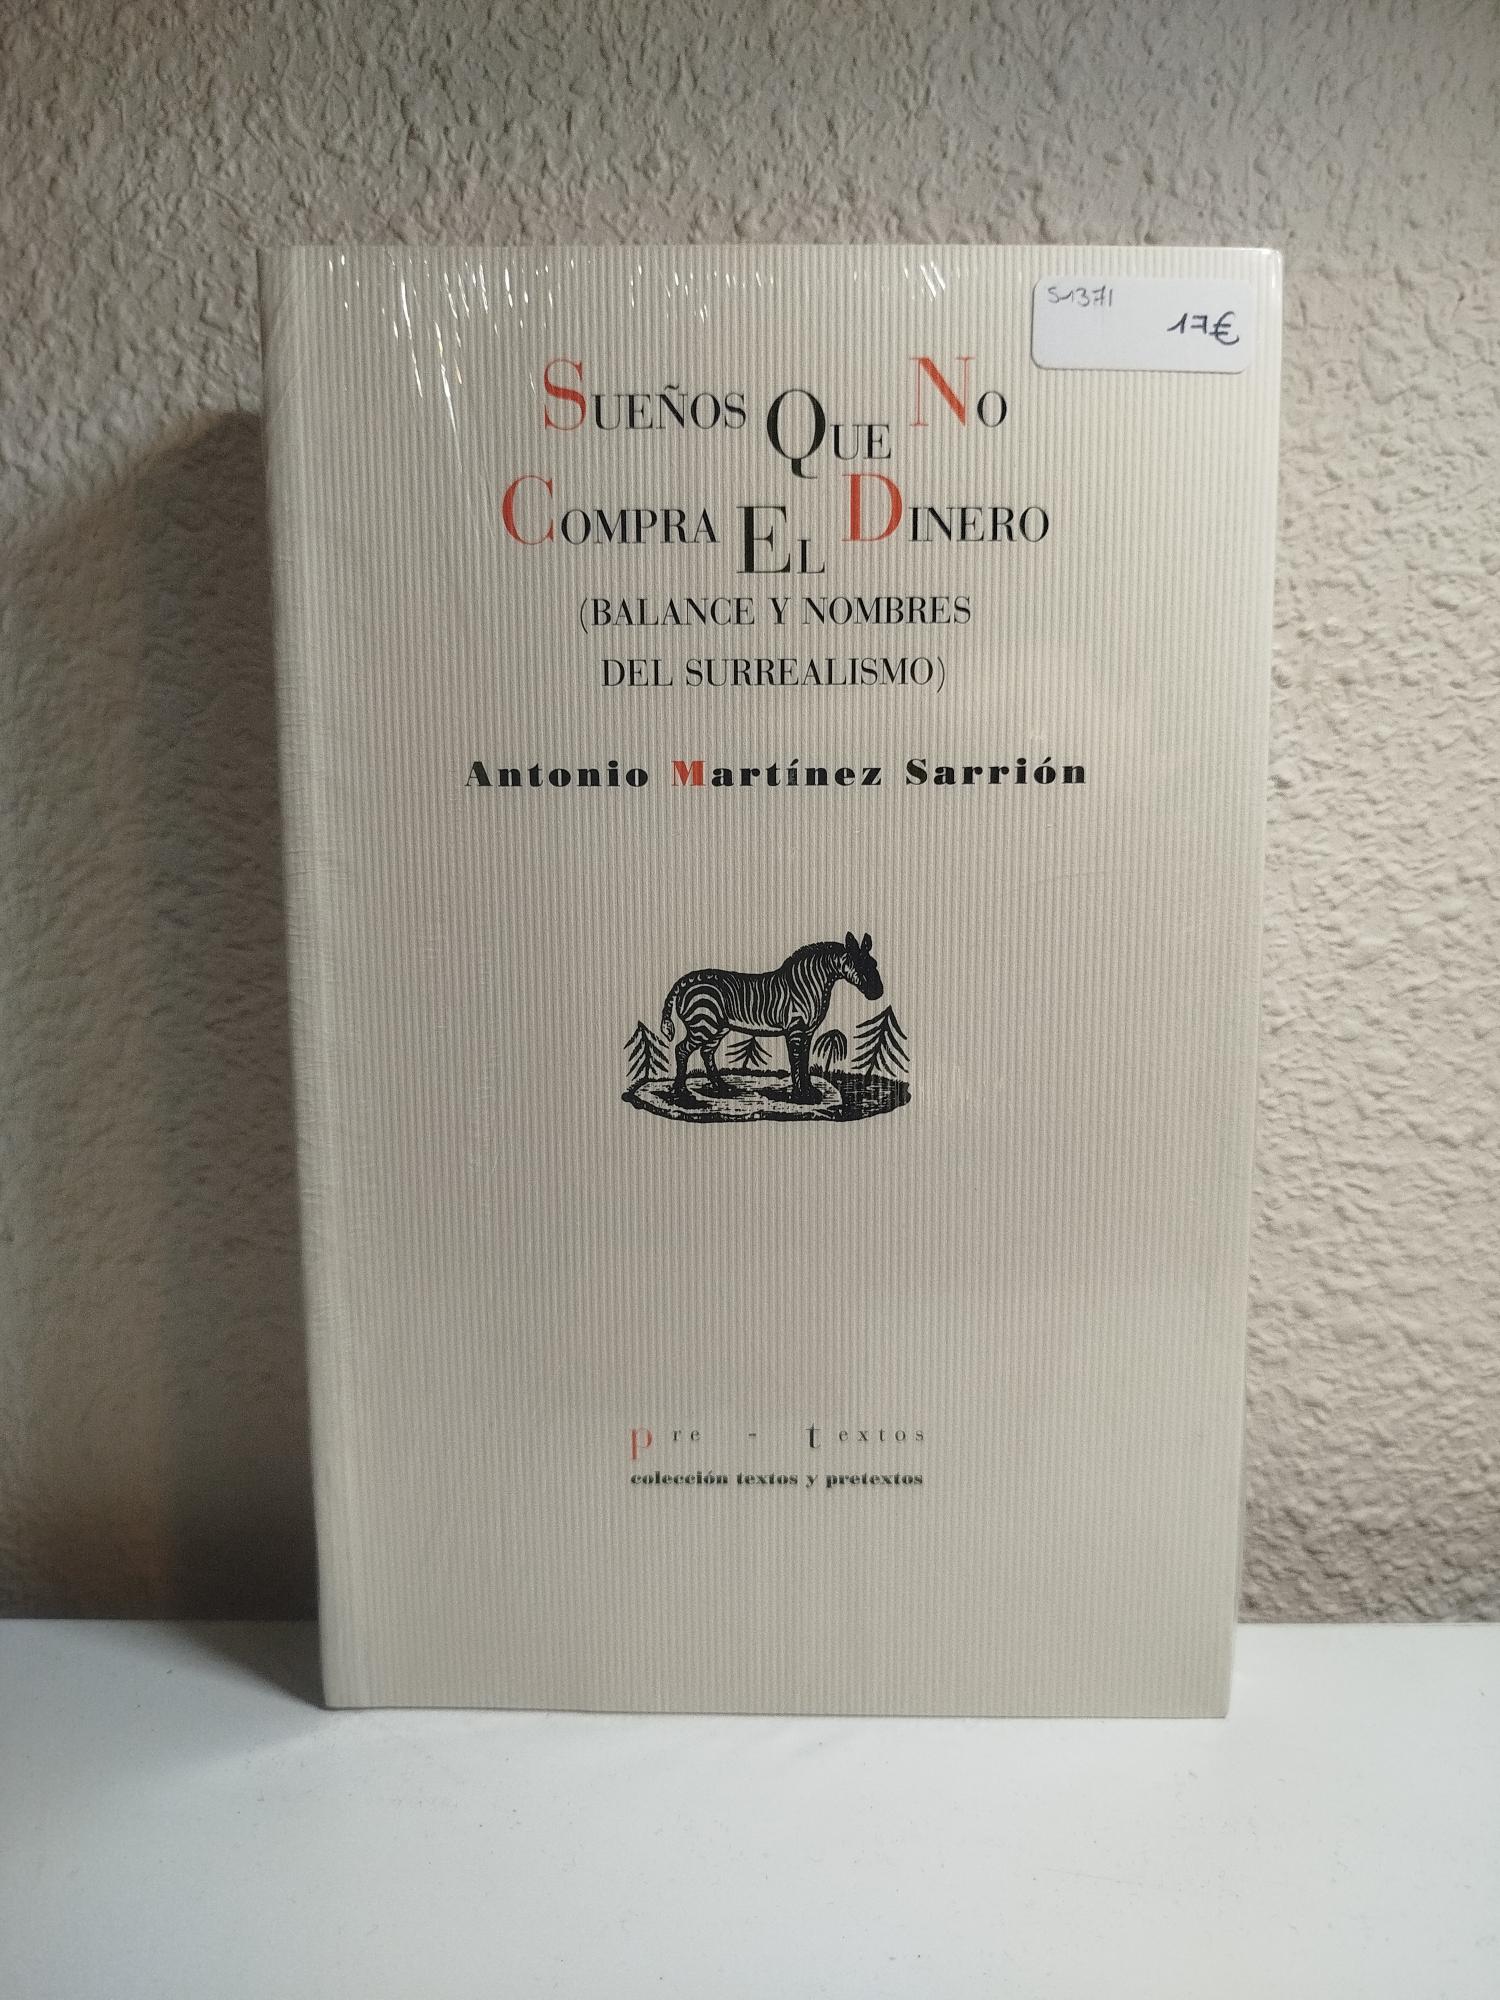 S1371
17€
SUEÑOS QUE NO
COMPRA EL DINERO
(BALANCE Y NOMBRES
DEL SURREALISMO)
Antonio Martínez Sarrión
pre-textos
colección textos y pretextos